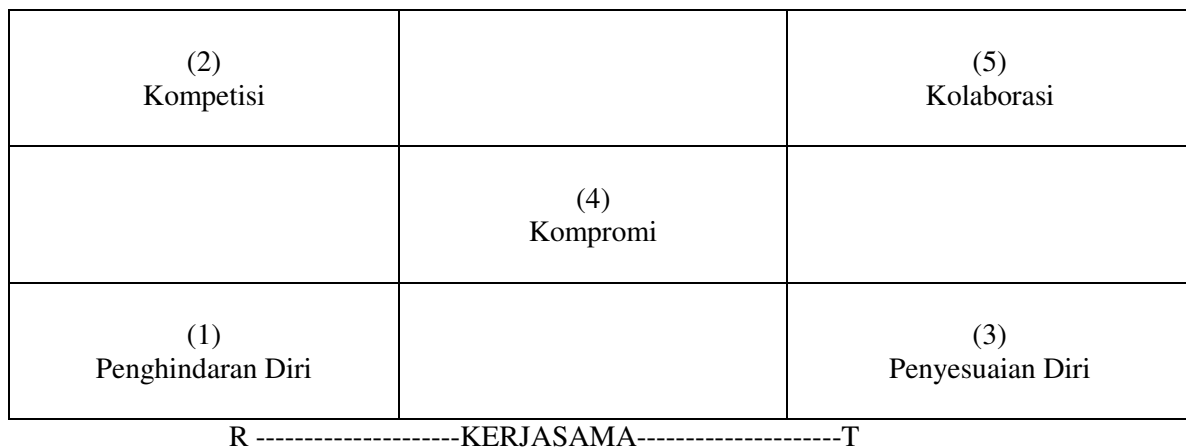 (2)
Kompetisi
(5)
Kolaborasi
(4)
Kompromi
(1)
Penghindaran Diri
(3)
Penyesuaian Diri
R ---------------------KERJASAMA---------------------T